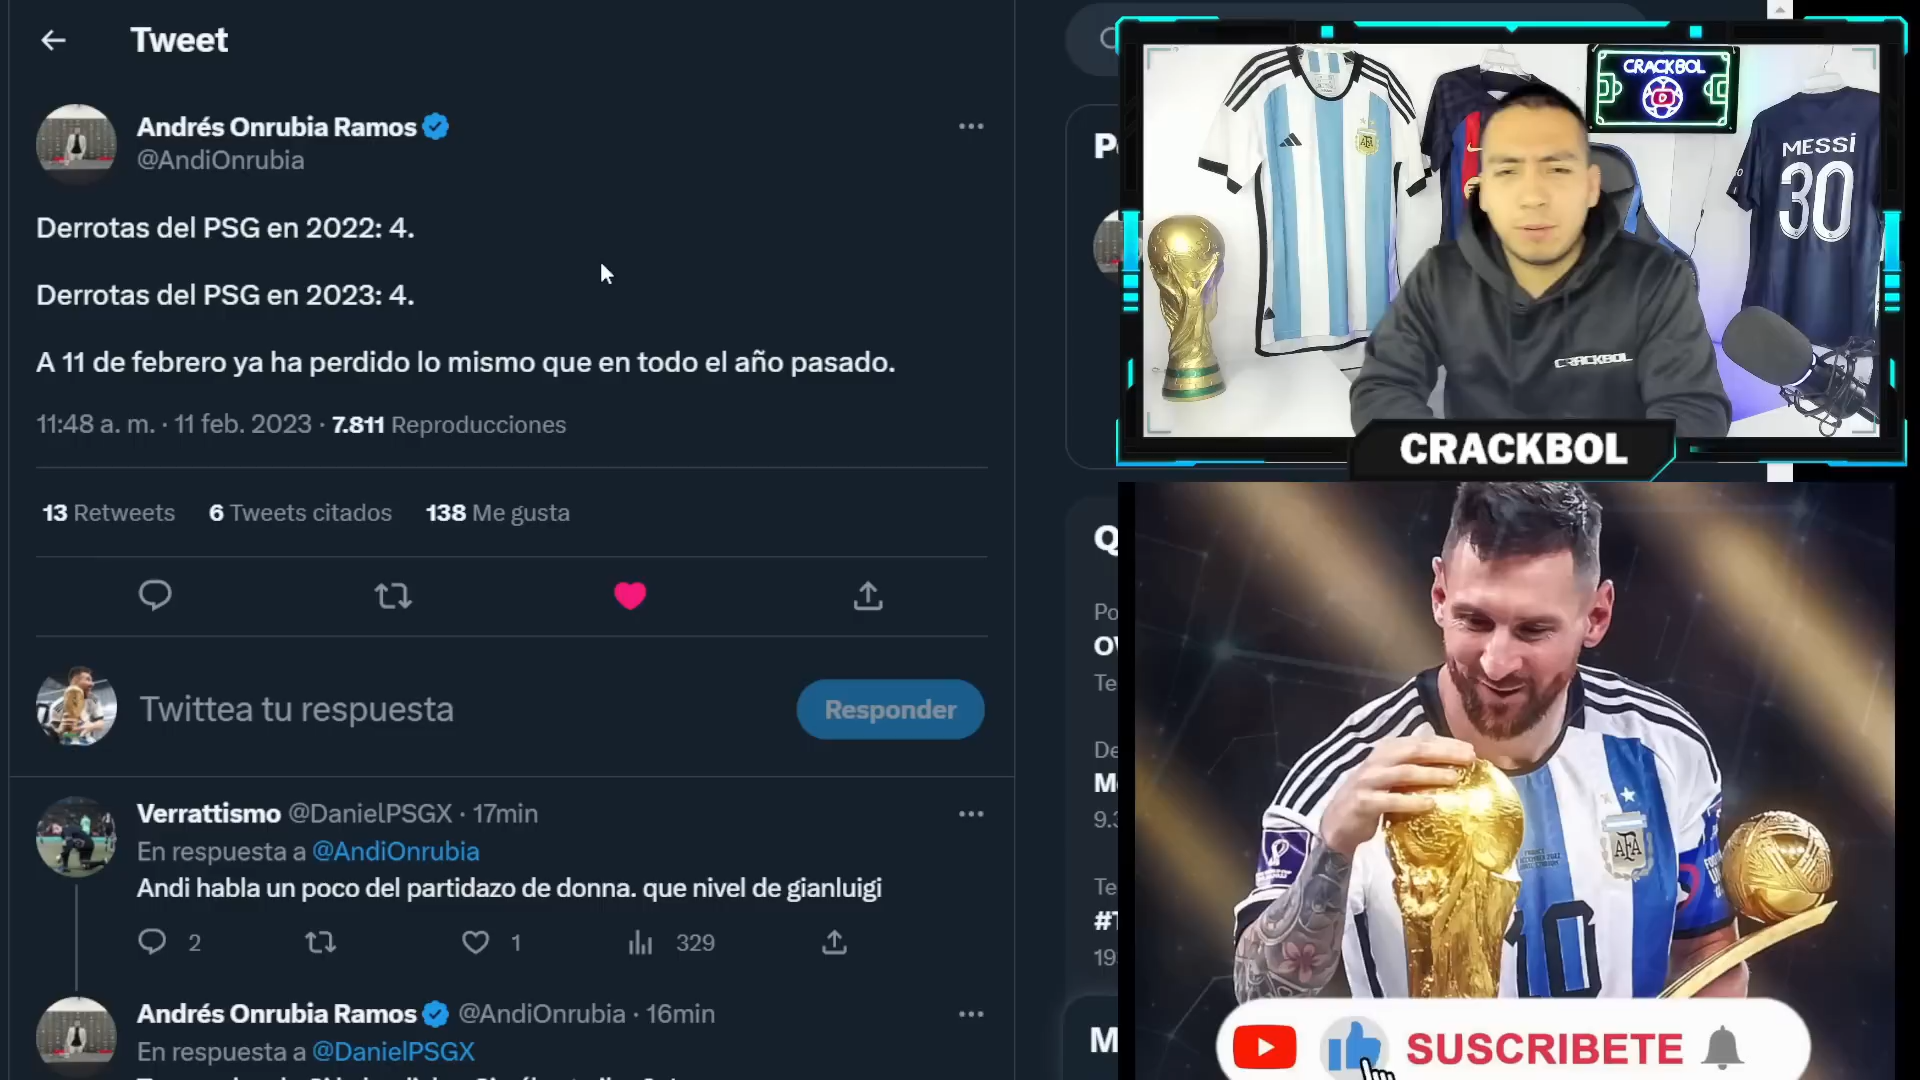 Tweet
Andrés Onrubia Ramos
@AndiOnrubia
Derrotas del PSG en 2022: 4.
Derrotas del PSG en 2023: 4.
A 11 de febrero ya ha perdido lo mismo que en todo el año pasado.
11:48 a. m. · 11 feb. 2023 · 7.811 Reproducciones
13 Retweets 6 Tweets citados 138 Me gusta
Twittea tu respuesta
Responder
Verrattismo @DanielPSGX · 17min
En respuesta a @AndiOnrubia
Andi habla un poco del partidazo de donna. que nivel de gianluigi
2 1 329
Andrés Onrubia Ramos @AndiOnrubia · 16min
En respuesta a @DanielPSGX
CRACKBOL
MESSI
30
CRACKBOL
CRACKBOL
AFA
10
SUSCRIBETE